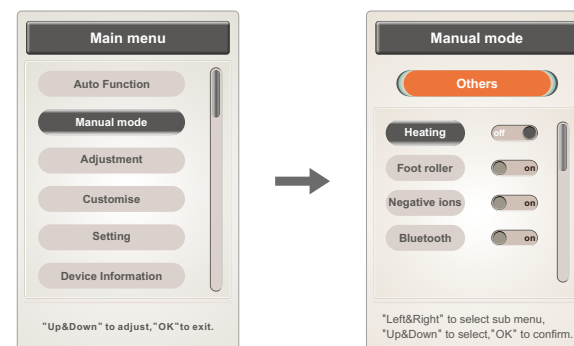 Main menu
Auto Function
Manual mode
Adjustment
Customise
Setting
Device Information
"Up&Down" to adjust,"OK"to exit.
Manual mode
Others
Heating off
Foot roller on
Negative ions on
Bluetooth on
"Left&Right" to select sub menu,
"Up&Down" to select,"OK" to confirm.